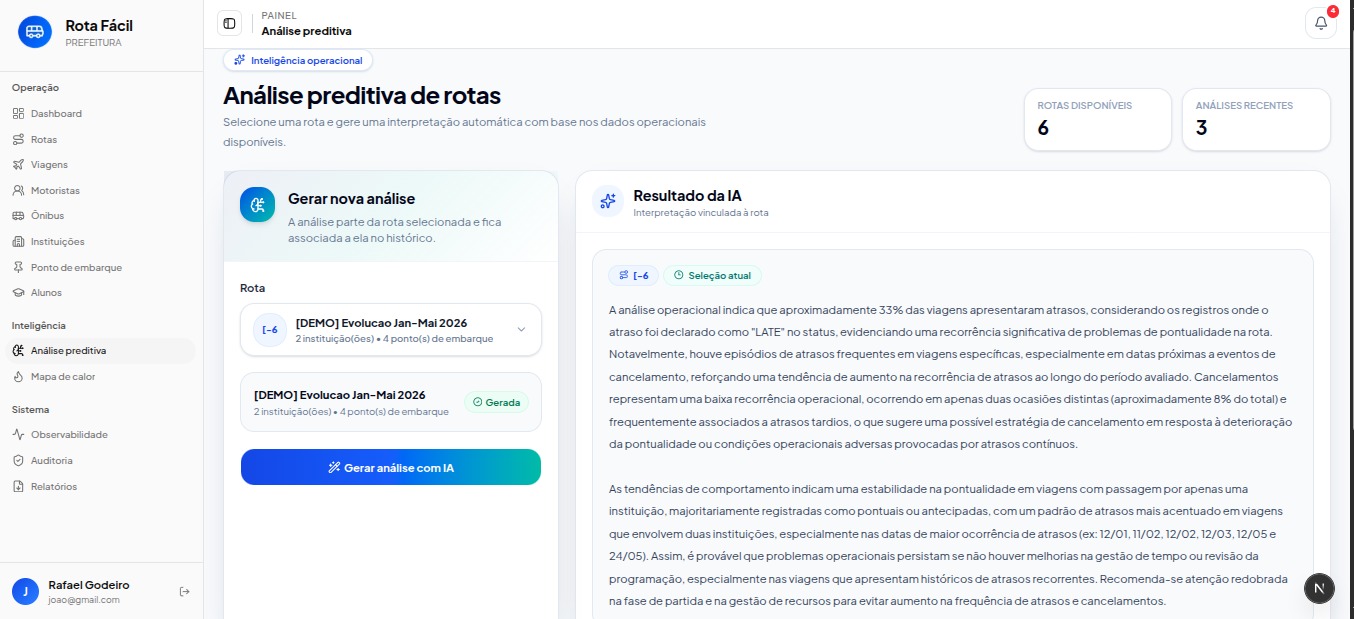 Rota Fácil
PREFEITURA
Operação
Dashboard
Rotas
Viagens
Motoristas
Ônibus
Instituições
Ponto de embarque
Alunos
Inteligência
Análise preditiva
Mapa de calor
Sistema
Observabilidade
Auditoria
Relatórios
J
Rafael Godeiro
joao@gmail.com
PAINEL
Análise preditiva
4
Inteligência operacional
Análise preditiva de rotas
Selecione uma rota e gere uma interpretação automática com base nos dados operacionais
disponíveis.
ROTAS DISPONÍVEIS
6
ANÁLISES RECENTES
3
Gerar nova análise
A análise parte da rota selecionada e fica
associada a ela no histórico.
Rota
[-6
[DEMO] Evolucao Jan-Mai 2026
2 instituição(ões) • 4 ponto(s) de embarque
[DEMO] Evolucao Jan-Mai 2026
2 instituição(ões) • 4 ponto(s) de embarque
Gerada
Gerar análise com IA
Resultado da IA
Interpretação vinculada à rota
[-6
Seleção atual
A análise operacional indica que aproximadamente 33% das viagens apresentaram atrasos, considerando os registros onde o
atraso foi declarado como "LATE" no status, evidenciando uma recorrência significativa de problemas de pontualidade na rota.
Notavelmente, houve episódios de atrasos frequentes em viagens específicas, especialmente em datas próximas a eventos de
cancelamento, reforçando uma tendência de aumento na recorrência de atrasos ao longo do período avaliado. Cancelamentos
representam uma baixa recorrência operacional, ocorrendo em apenas duas ocasiões distintas (aproximadamente 8% do total) e
frequentemente associados a atrasos tardios, o que sugere uma possível estratégia de cancelamento em resposta à deterioração
da pontualidade ou condições operacionais adversas provocadas por atrasos contínuos.
As tendências de comportamento indicam uma estabilidade na pontualidade em viagens com passagem por apenas uma
instituição, majoritariamente registradas como pontuais ou antecipadas, com um padrão de atrasos mais acentuado em viagens
que envolvem duas instituições, especialmente nas datas de maior ocorrência de atrasos (ex: 12/01, 11/02, 12/02, 12/03, 12/05 e
24/05). Assim, é provável que problemas operacionais persistam se não houver melhorias na gestão de tempo ou revisão da
programação, especialmente nas viagens que apresentam históricos de atrasos recorrentes. Recomenda-se atenção redobrada
na fase de partida e na gestão de recursos para evitar aumento na frequência de atrasos e cancelamentos.
N